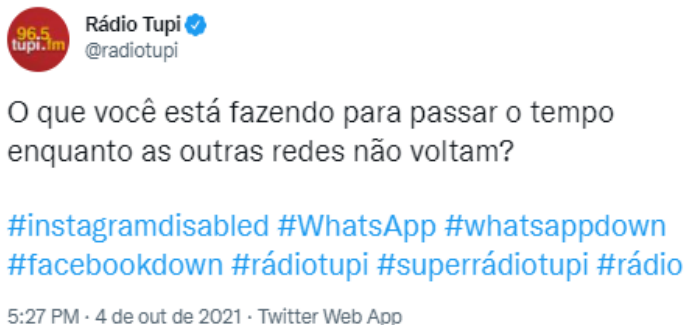 96.5
tupi.fm
Rádio Tupi
@radiotupi
O que você está fazendo para passar o tempo
enquanto as outras redes não voltam?
#instagramdisabled #WhatsApp #whatsappdown
#facebookdown #rádiotupi #superrádiotupi #rádio
5:27 PM · 4 de out de 2021 · Twitter Web App